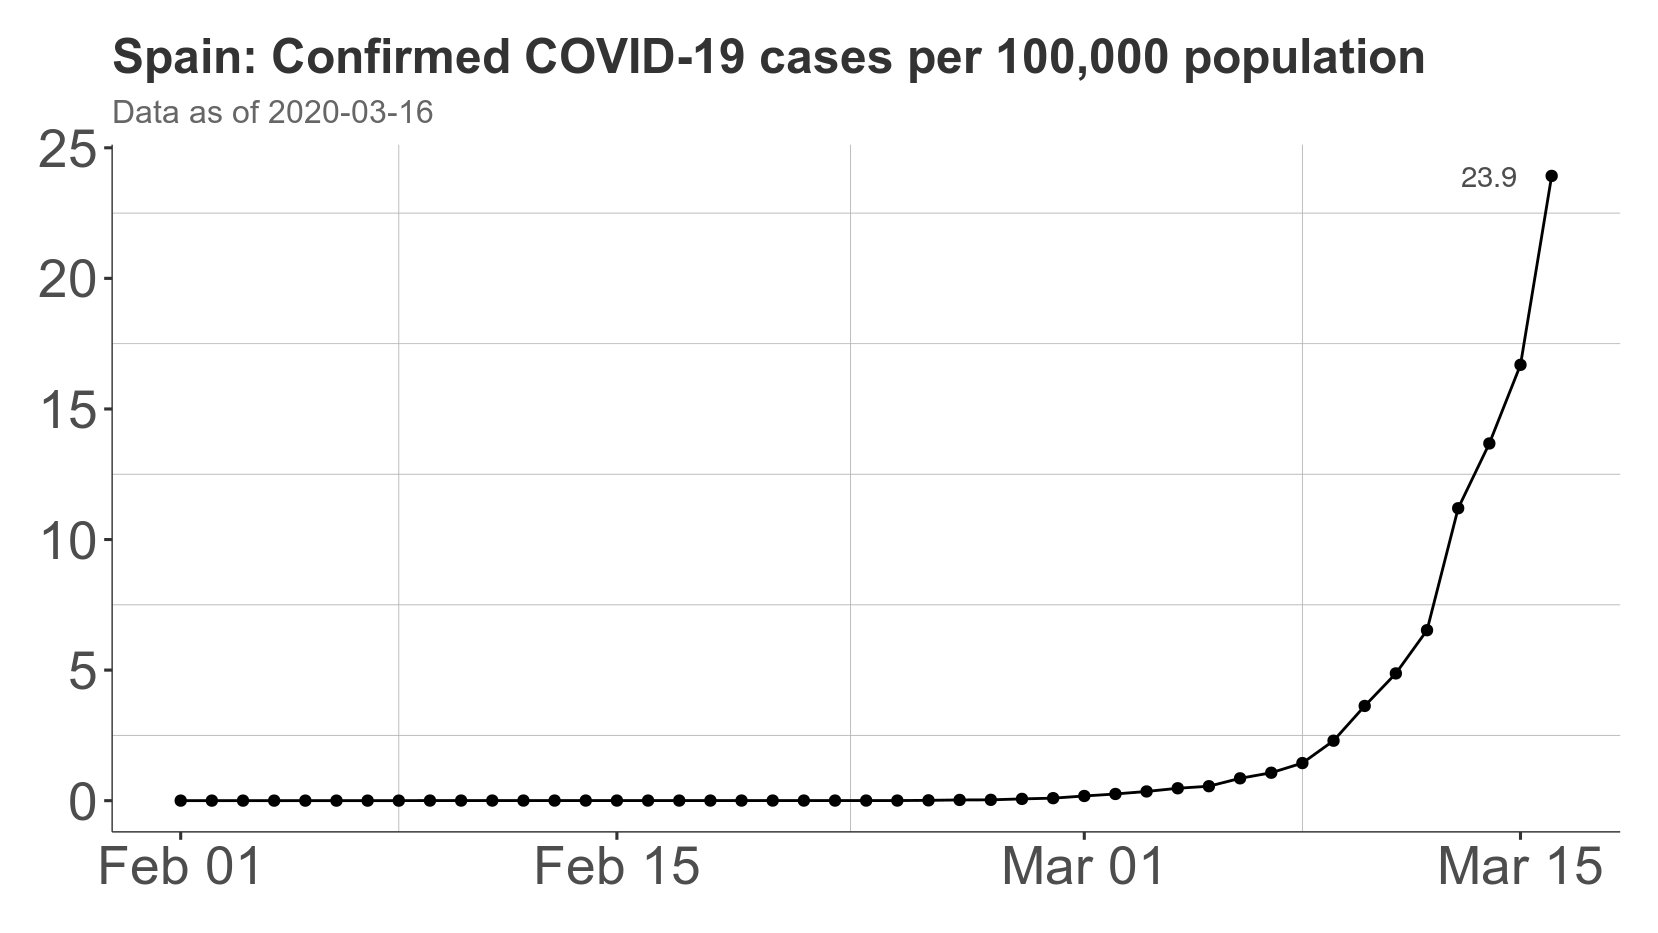 Spain: Confirmed COVID-19 cases per 100,000 population
Data as of 2020-03-16
25
23.9
20
15
10
5
0
Feb 01 Feb 15 Mar 01 Mar 15